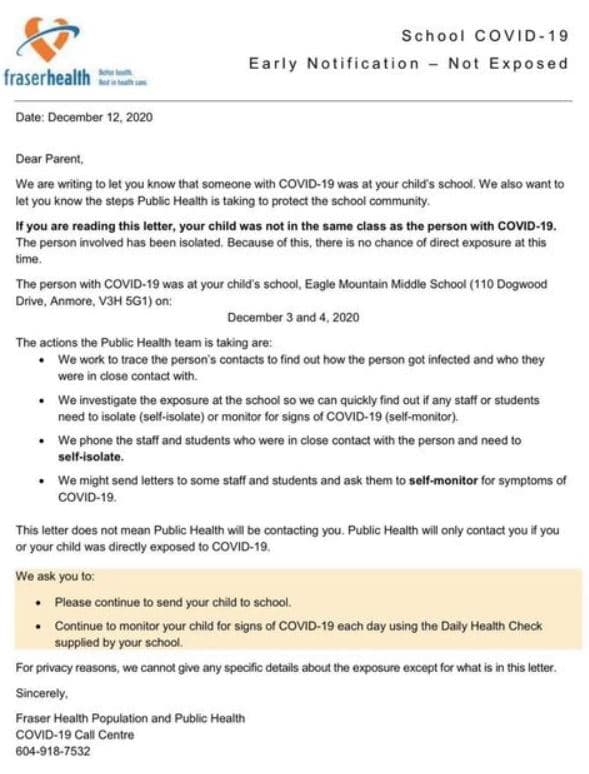 School COVID-19
Early Notification – Not Exposed
fraserhealth
Better health.
Best in health care.
Date: December 12, 2020
Dear Parent,
We are writing to let you know that someone with COVID-19 was at your child's school. We also want to
let you know the steps Public Health is taking to protect the school community.
If you are reading this letter, your child was not in the same class as the person with COVID-19.
The person involved has been isolated. Because of this, there is no chance of direct exposure at this
time.
The person with COVID-19 was at your child's school, Eagle Mountain Middle School (110 Dogwood
Drive, Anmore, V3H 5G1) on:
December 3 and 4, 2020
The actions the Public Health team is taking are:
• We work to trace the person's contacts to find out how the person got infected and who they
were in close contact with.
• We investigate the exposure at the school so we can quickly find out if any staff or students
need to isolate (self-isolate) or monitor for signs of COVID-19 (self-monitor).
• We phone the staff and students who were in close contact with the person and need to
self-isolate.
• We might send letters to some staff and students and ask them to self-monitor for symptoms of
COVID-19.
This letter does not mean Public Health will be contacting you. Public Health will only contact you if you
or your child was directly exposed to COVID-19.
We ask you to:
• Please continue to send your child to school.
• Continue to monitor your child for signs of COVID-19 each day using the Daily Health Check
supplied by your school.
For privacy reasons, we cannot give any specific details about the exposure except for what is in this letter.
Sincerely,
Fraser Health Population and Public Health
COVID-19 Call Centre
604-918-7532